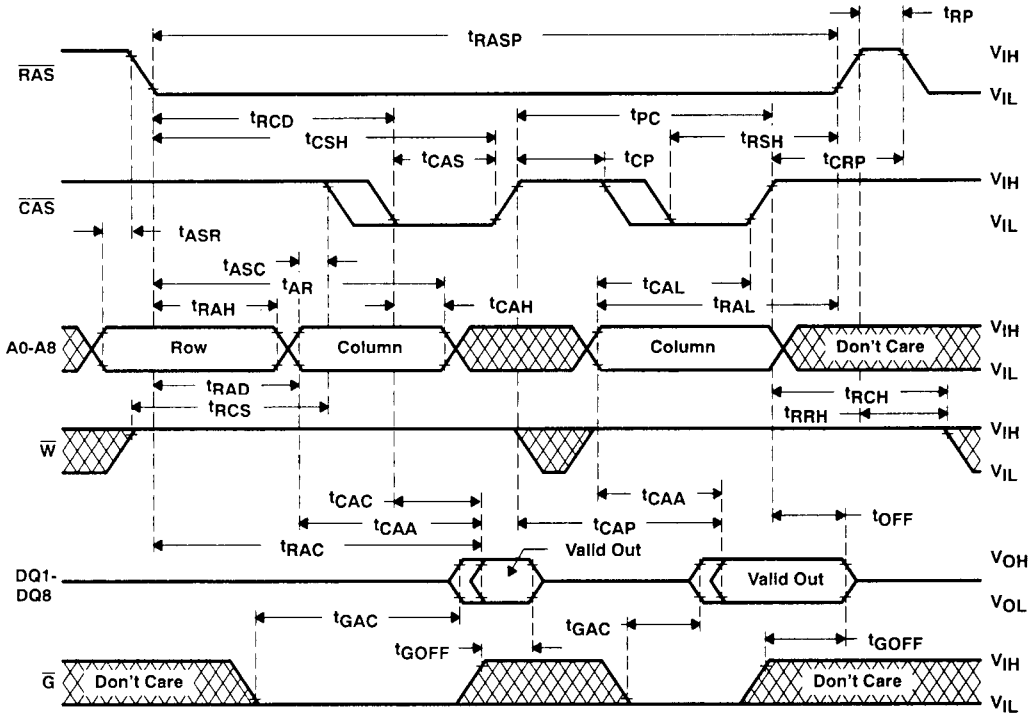 tRP
tRASP
VIH
RAS
VIL
tRCD
tPC
tCSH
tRSH
tCAS
tCP
tCRP
VIH
CAS
VIL
tASR
tASC
tAR
tCAL
tRAH
tCAH
tRAL
VIH
A0-A8
Row
Column
Column
Don't Care
VIL
tRAD
tRCH
tRCS
tRRH
VIH
W
VIL
tCAC
tCAA
tCAA
tCAP
tOFF
tRAC
Valid Out
VOH
DQ1-
DQ8
Valid Out
VOL
tGAC
tGAC
tGOFF
tGOFF
VIH
G
Don't Care
Don't Care
VIL